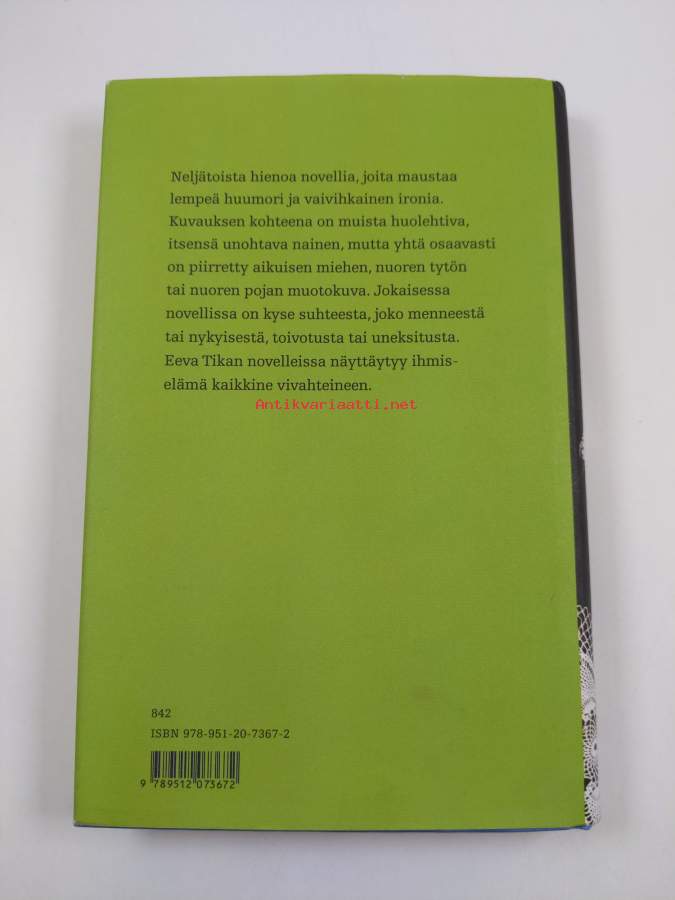 Neljätoista hienoa novellia, joita maustaa
lempeä huumori ja vaivihkainen ironia.
Kuvauksen kohteena on muista huolehtiva,
itsensä unohtava nainen, mutta yhtä osaavasti
on piirretty aikuisen miehen, nuoren tytön
tai nuoren pojan muotokuva. Jokaisessa
novellissa on kyse suhteesta, joko menneestä
tai nykyisestä, toivotusta tai uneksitusta.
Eeva Tikan novelleissa näyttäytyy ihmis-
elämä kaikkine vivahteineen.
Antikvariaatti.net
842
ISBN 978-951-20-7367-2
9 789512 073672